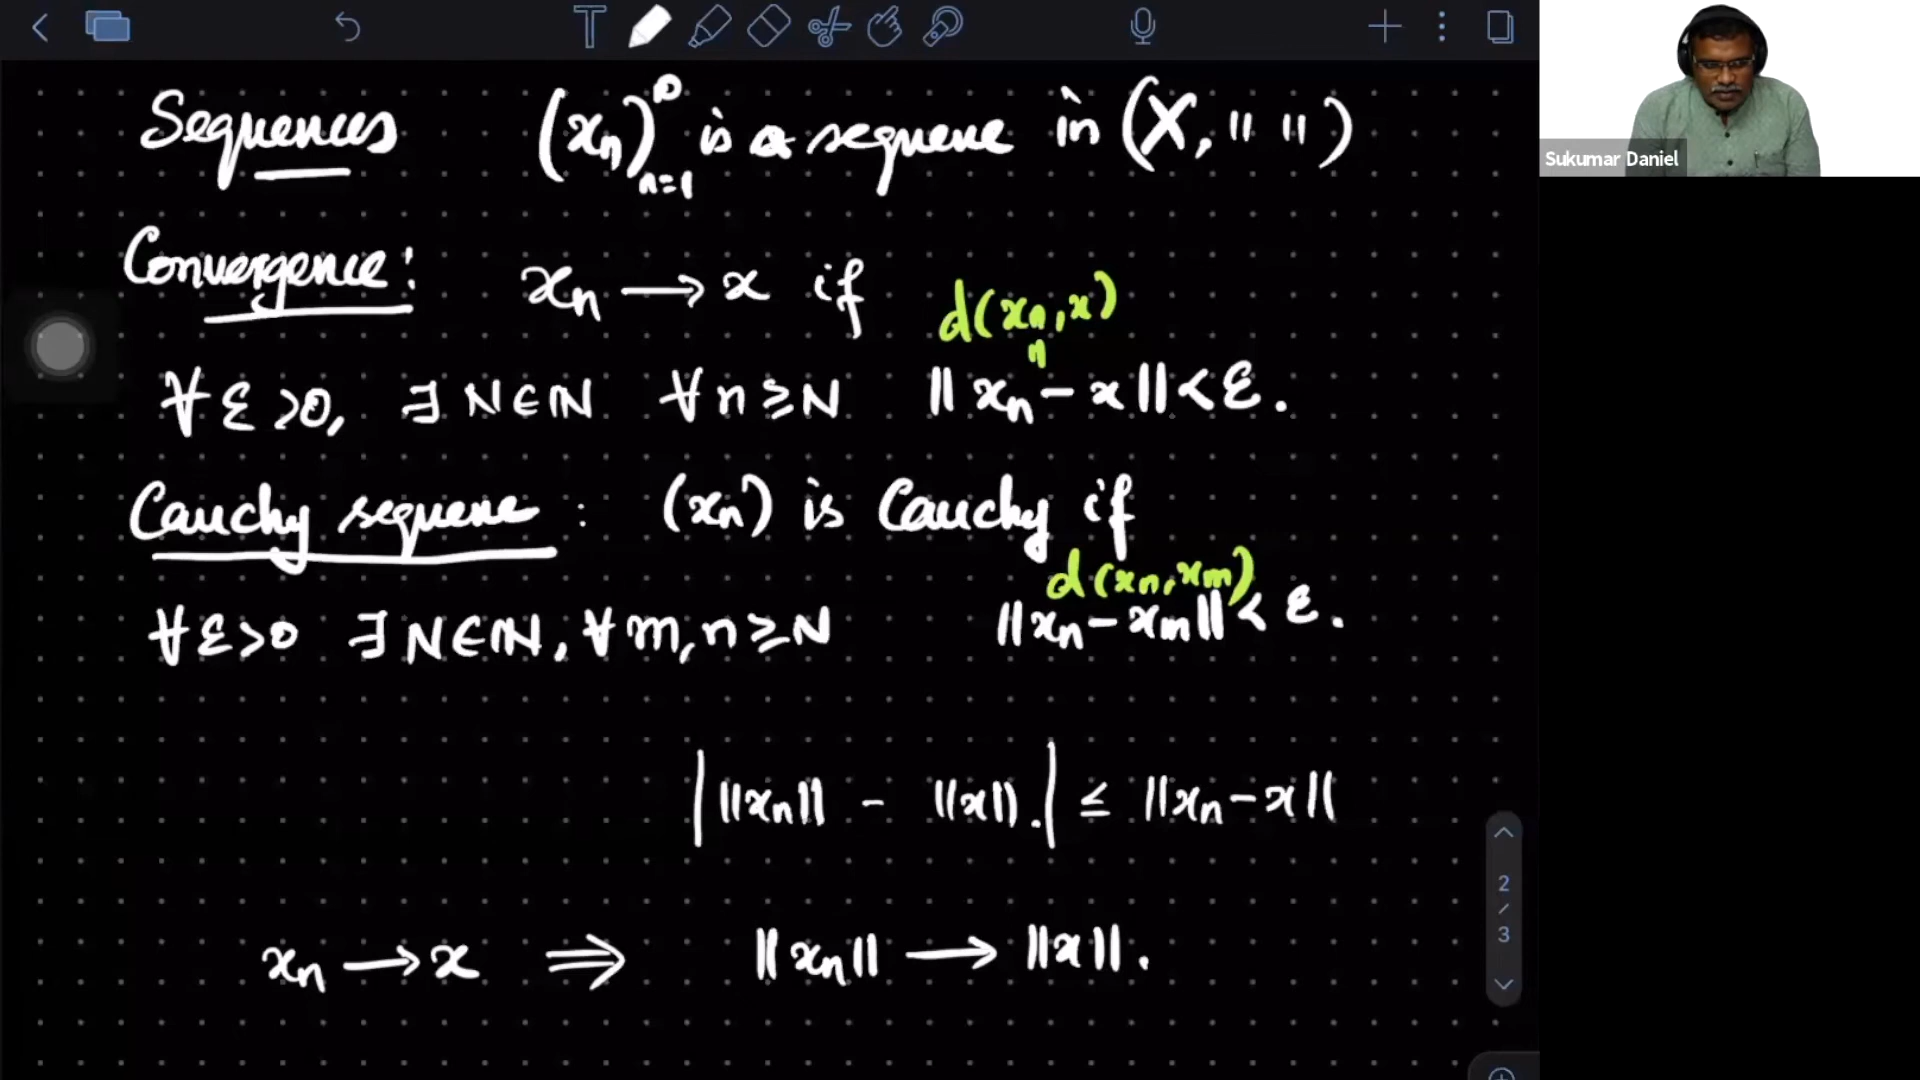 Sequences (xₙ)ⁿ₌₁^∞ is a sequence in (X, || ||)
Sukumar Daniel
Convergence: xₙ → x if
d(xₙ, x)
∀ ε > 0, ∃ N ∈ ℕ ∀ n ≥ N || xₙ - x || < ε.
Cauchy sequence : (xₙ) is Cauchy if
d(xₙ, xₘ)
∀ ε > 0 ∃ N ∈ ℕ, ∀ m, n ≥ N || xₙ - xₘ || < ε.
| ||xₙ|| - ||x|| . | ≤ || xₙ - x ||
2
/
3
xₙ → x ⇒ || xₙ || → || x ||.